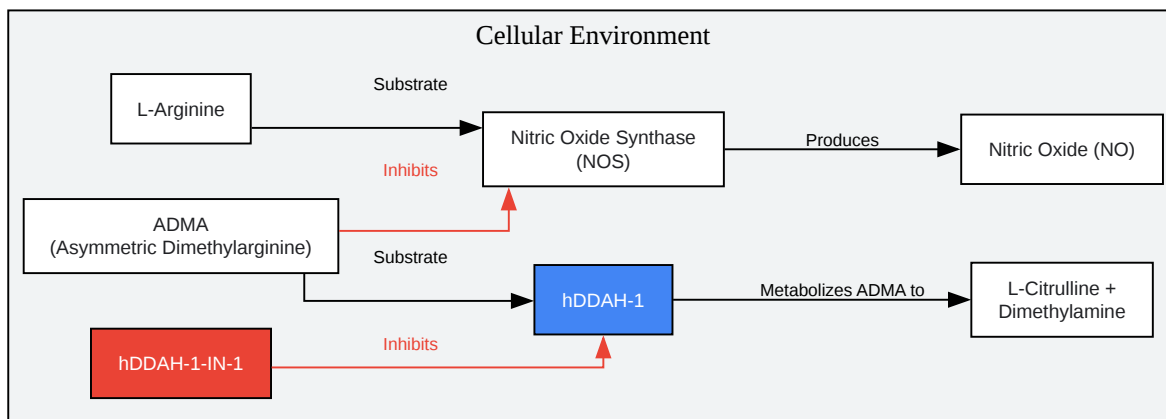 Cellular Environment
L-Arginine
Substrate
Nitric Oxide Synthase
(NOS)
Produces
Nitric Oxide (NO)
Inhibits
ADMA
(Asymmetric Dimethylarginine)
Substrate
hDDAH-1
Metabolizes ADMA to
L-Citrulline +
Dimethylamine
hDDAH-1-IN-1
Inhibits